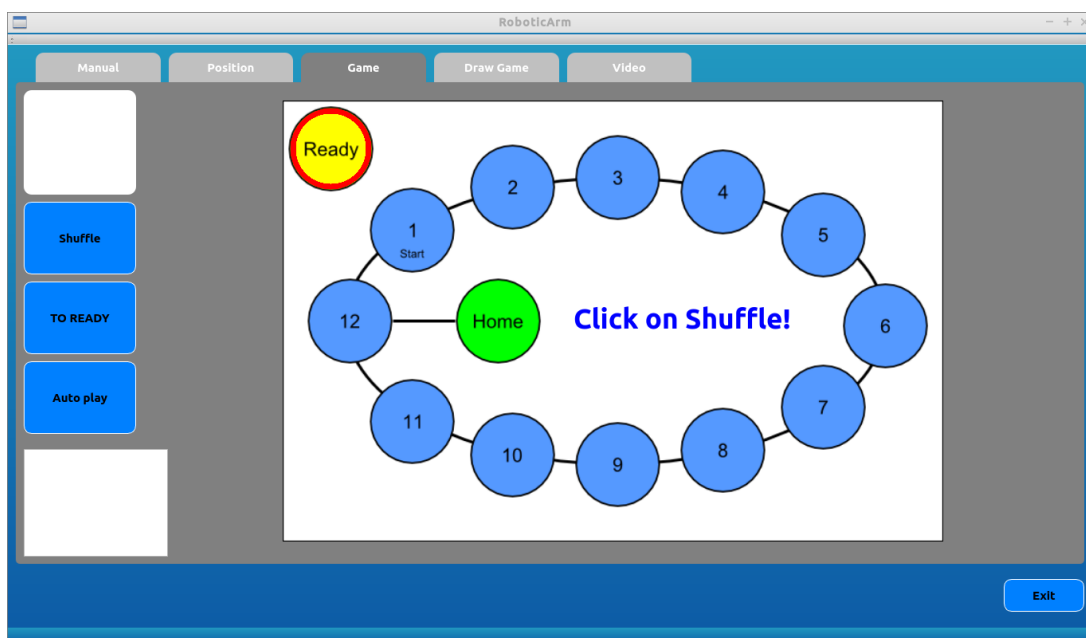 RoboticArm
Manual
Position
Game
Draw Game
Video
Shuffle
TO READY
Auto play
Ready
1
Start
2
3
4
5
6
7
8
9
10
11
12
Home
Click on Shuffle!
Exit